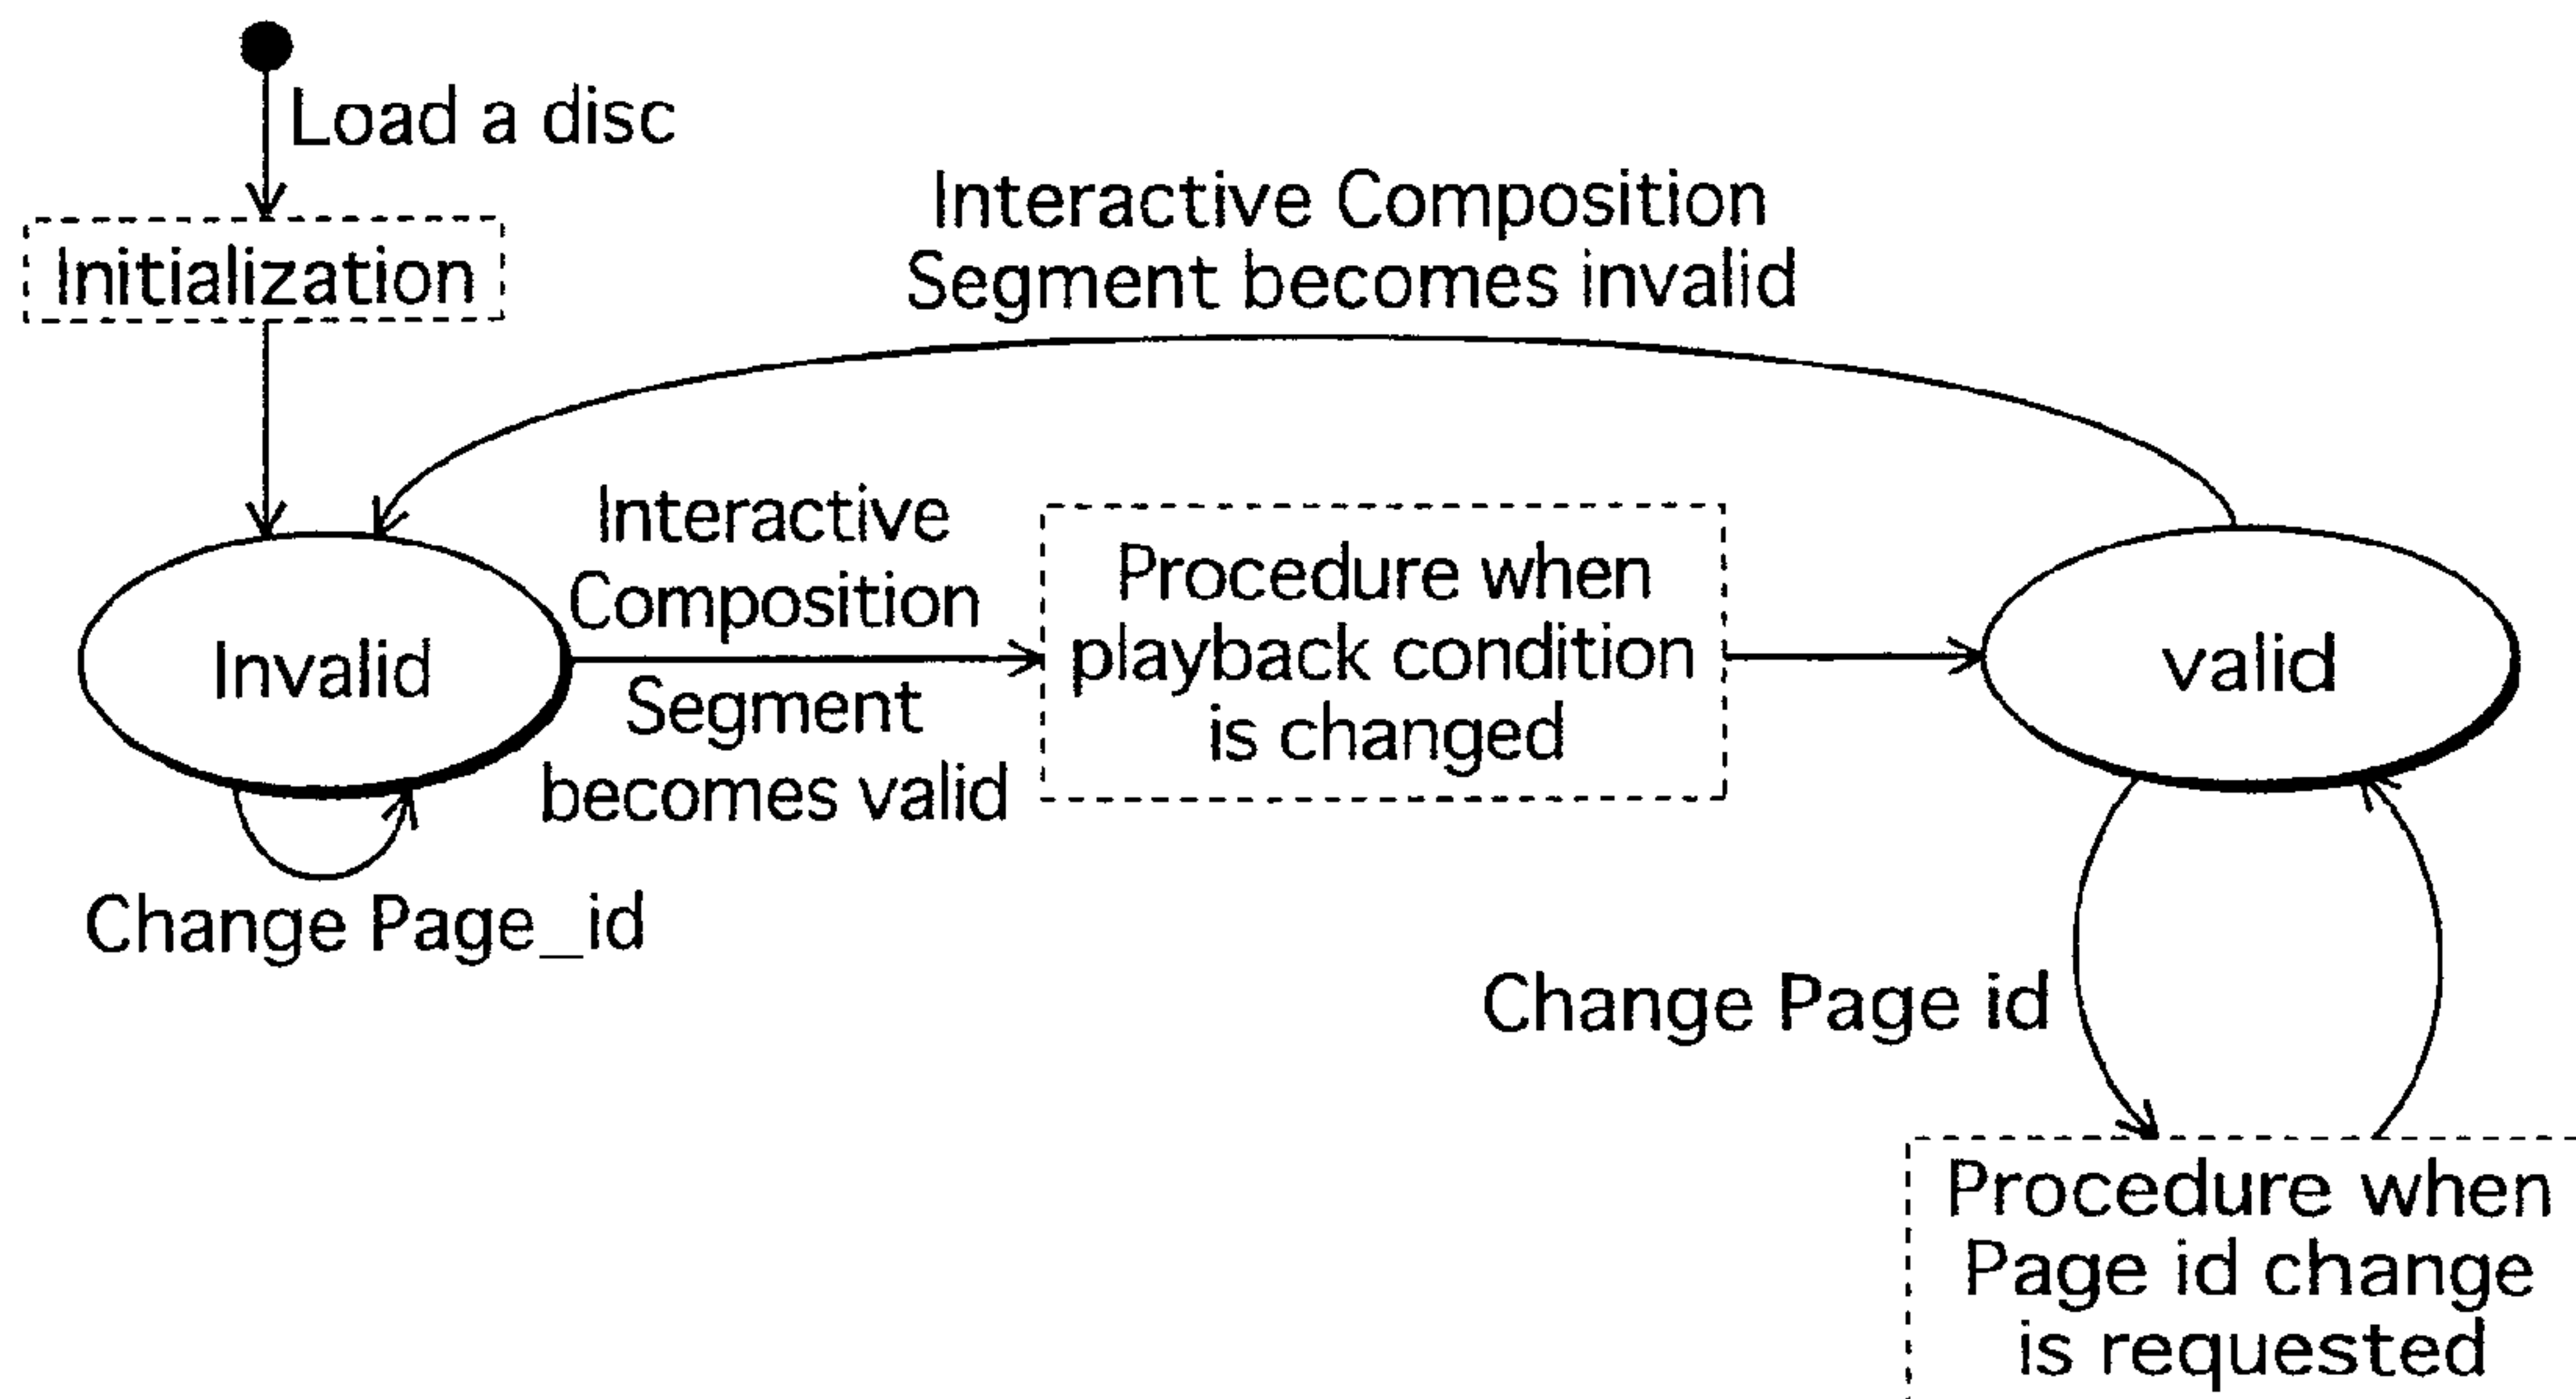 Load a disc
Initialization
Interactive Composition
Segment becomes invalid
Interactive
Composition
Segment
becomes valid
Procedure when
playback condition
is changed
Invalid
valid
Change Page_id
Change Page id
Procedure when
Page id change
is requested